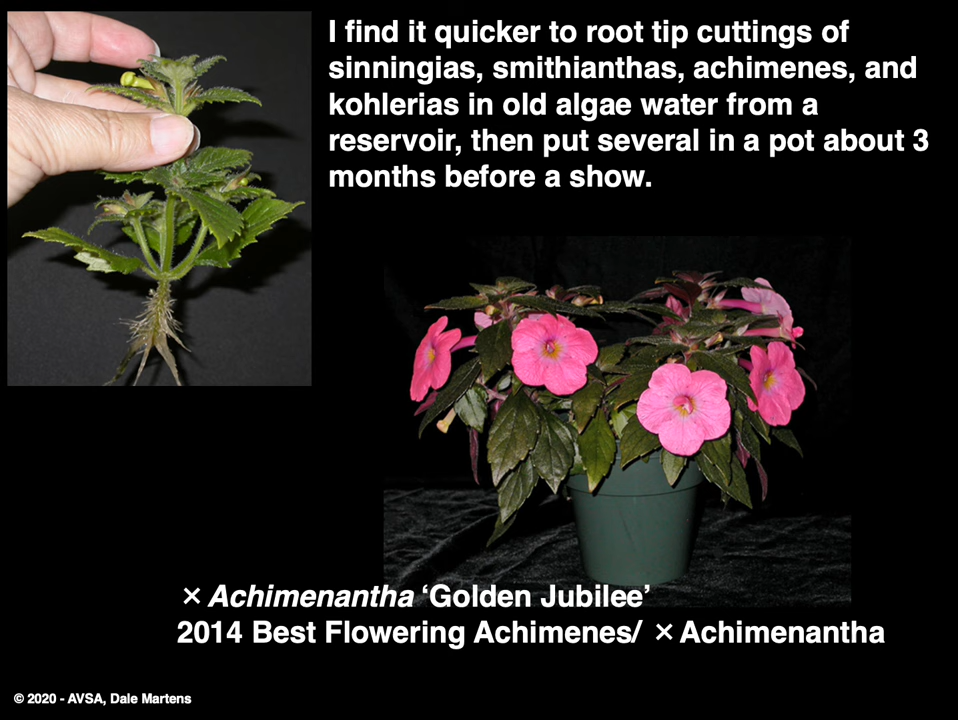 I find it quicker to root tip cuttings of
sinningias, smithianthas, achimenes, and
kohlerias in old algae water from a
reservoir, then put several in a pot about 3
months before a show.
×Achimenantha ‘Golden Jubilee’
2014 Best Flowering Achimenes/ ×Achimenantha
© 2020 - AVSA, Dale Martens